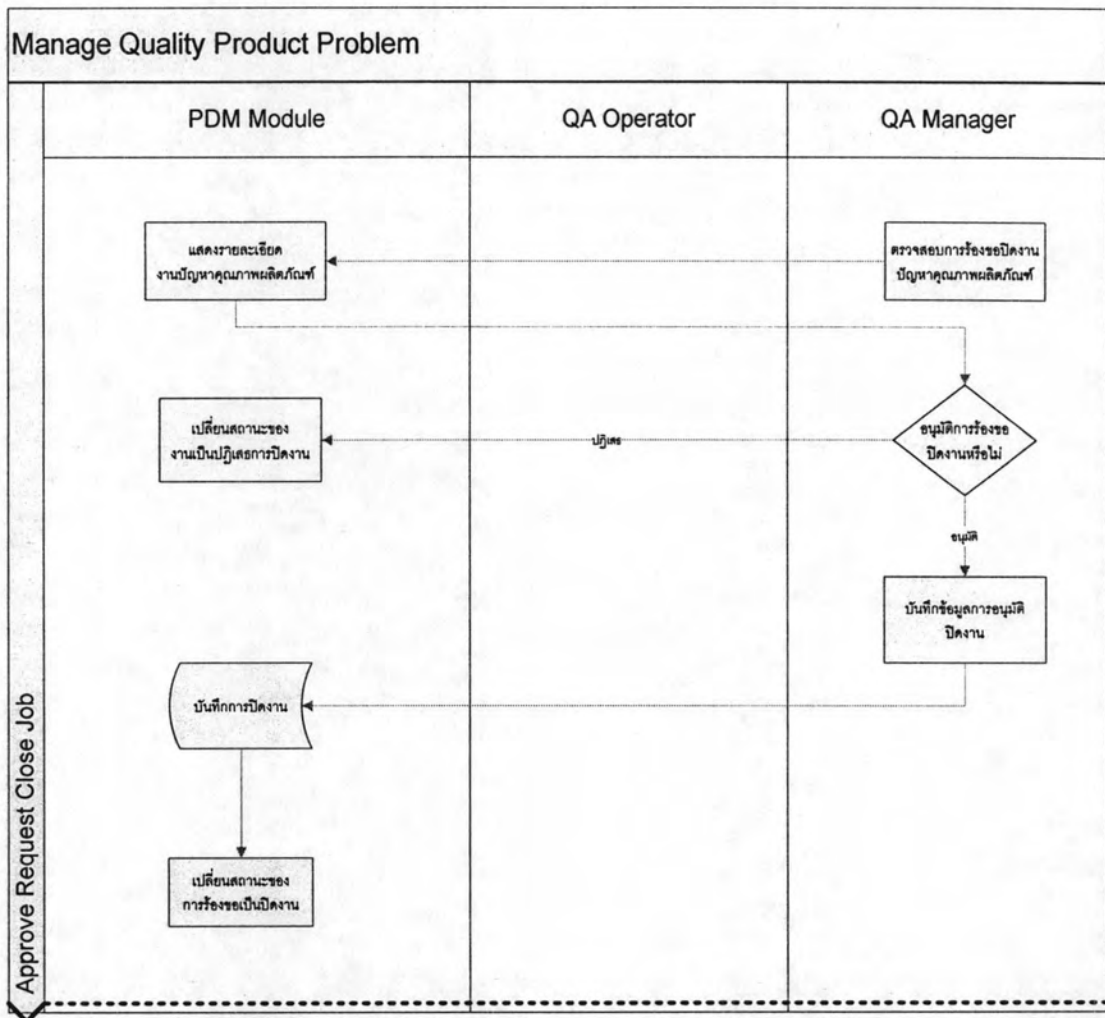 Manage Quality Product Problem
PDM Module
QA Operator
QA Manager
แสดงรายละเอียด
งานปัญหาคุณภาพผลิตภัณฑ์
ตรวจสอบการร้องขอปิดงาน
ปัญหาคุณภาพผลิตภัณฑ์
เปลี่ยนสถานะของ
งานเป็นปฏิเสธการปิดงาน
ปฏิเสธ
อนุมัติการร้องขอ
ปิดงานหรือไม่
อนุมัติ
บันทึกข้อมูลการอนุมัติ
ปิดงาน
บันทึกการปิดงาน
เปลี่ยนสถานะของ
การร้องขอเป็นปิดงาน
Approve Request Close Job